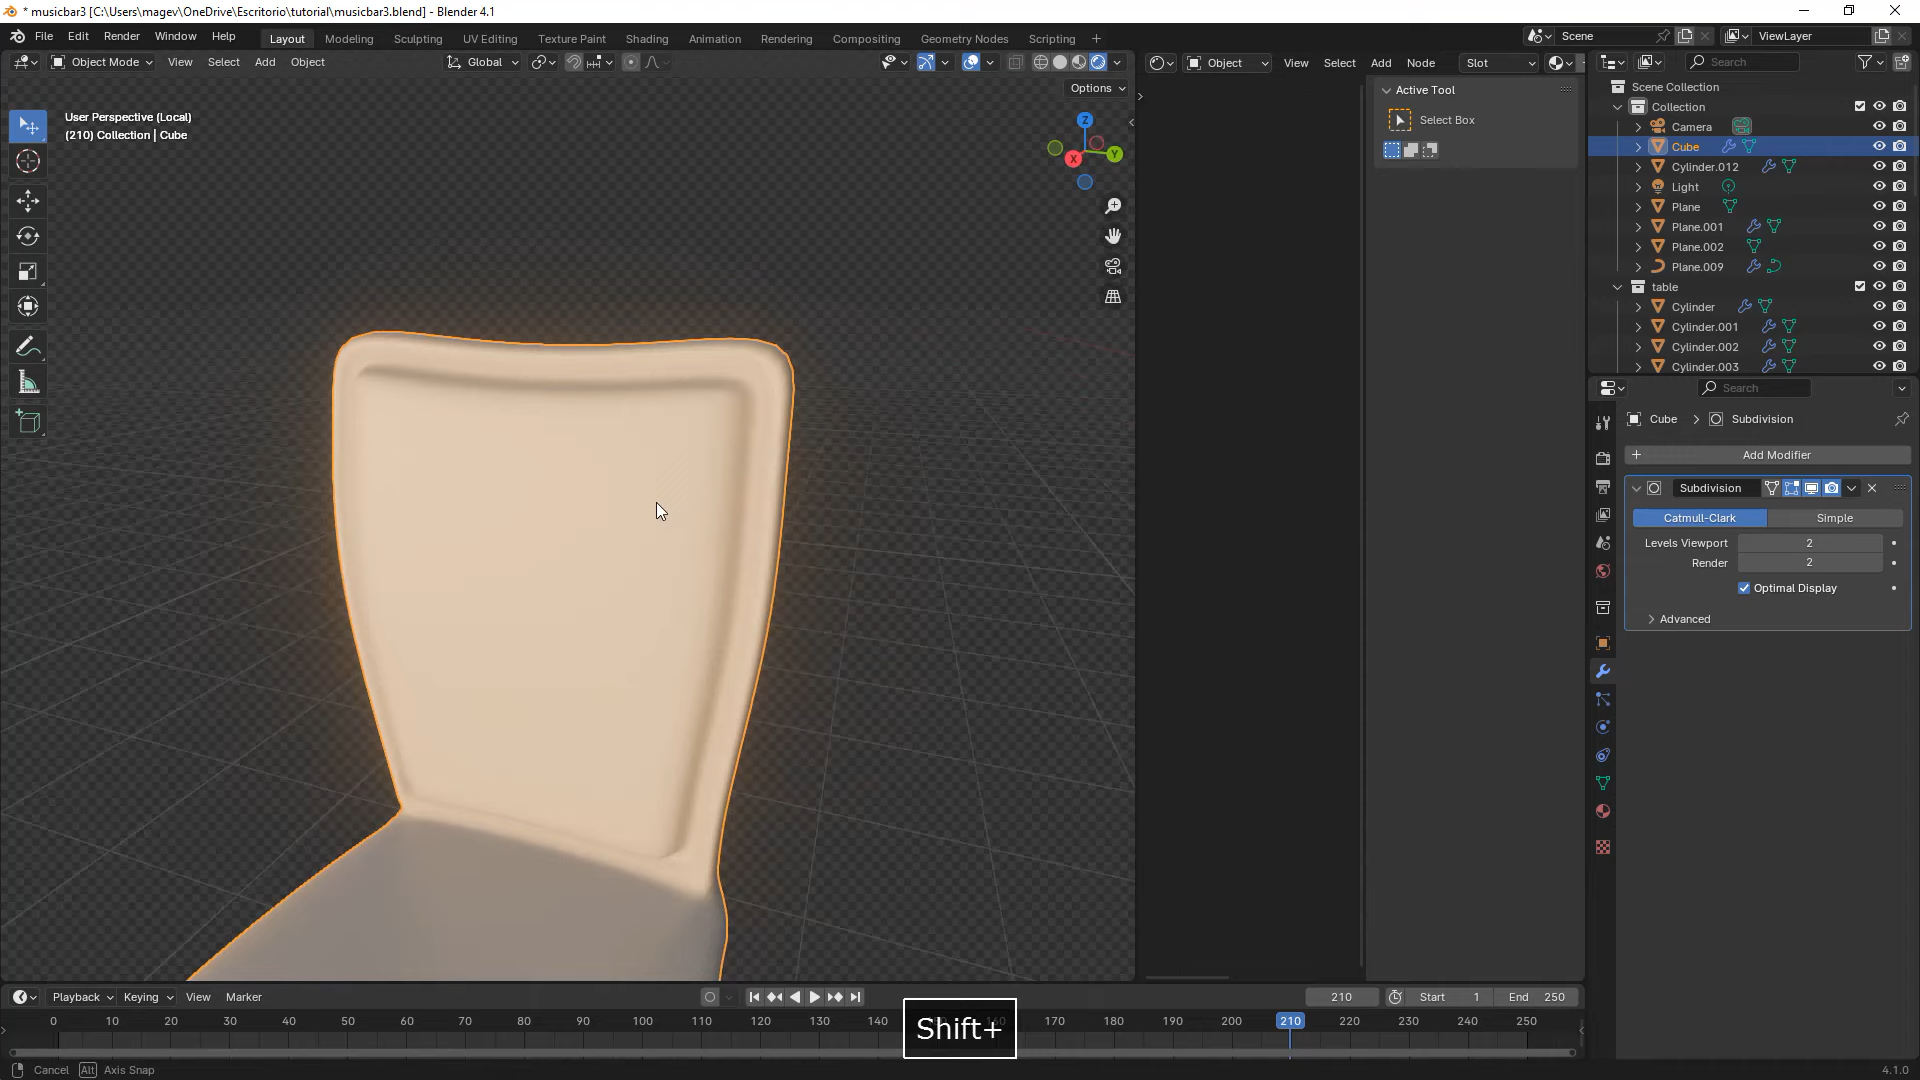 * musicbar3 [C:\Users\magev\OneDrive\Escritorio\tutorial\musicbar3.blend] - Blender 4.1
File Edit Render Window Help Layout Modeling Sculpting UV Editing Texture Paint Shading Animation Rendering Compositing Geometry Nodes Scripting + Scene ViewLayer
Object Mode View Select Add Object Global Object View Select Add Node Slot Search
Options
Active Tool
Select Box
User Perspective (Local)
(210) Collection | Cube
Z
Y
X
Scene Collection
Collection
Camera
Cube
Cylinder.012
Light
Plane
Plane.001
Plane.002
Plane.009
table
Cylinder
Cylinder.001
Cylinder.002
Cylinder.003
Search
Cube > Subdivision
+ Add Modifier
Subdivision
Catmull-Clark Simple
Levels Viewport 2
Render 2
Optimal Display
Advanced
Playback Keying View Marker 210 Start 1 End 250
0 10 20 30 40 50 60 70 80 90 100 110 120 130 140 160 170 180 190 200 210 220 230 240 250
Shift+
Cancel Alt Axis Snap 4.1.0